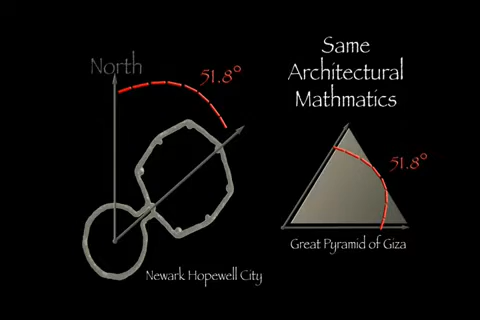 North
51.8°
Newark Hopewell City
Same
Architectural
Mathmatics
51.8°
Great Pyramid of Giza